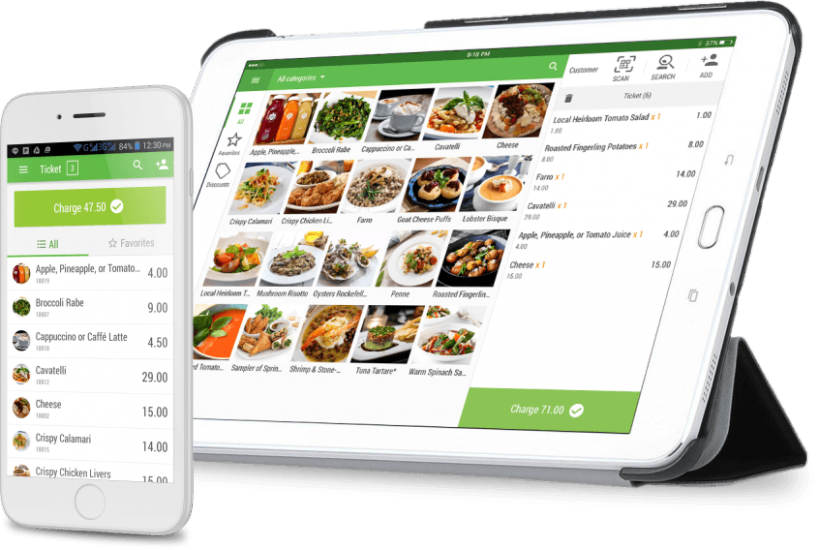 12:30 PM
84%
Ticket 3
Charge 47.50
All
Favorites
Apple, Pineapple, or Tomato...
4.00
10019
Broccoli Rabe
9.00
10007
Cappuccino or Caffé Latte
4.50
10018
Cavatelli
29.00
10012
Cheese
15.00
10002
Crispy Calamari
14.00
10015
Crispy Chicken Livers
15.00
9:10 PM
37%
All categories
Customer
SCAN
SEARCH
ADD
All
Favorites
Discounts
Apple, Pineapple,..
Broccoli Rabe
Cappuccino or Ca..
Cavatelli
Cheese
Crispy Calamari
Crispy Chicken Li..
Farro
Goat Cheese Puffs
Lobster Bisque
Local Heirloom T..
Mushroom Risotto
Oysters Rockefell..
Penne
Roasted Fingerlin..
d Tomato..
Sampler of Sprin..
Shrimp & Stone-..
Tuna Tartare*
Warm Spinach Sa..
Ticket (6)
Local Heirloom Tomato Salad x 1
1.00
1.00
Roasted Fingerling Potatoes x 1
8.00
8.00
Farro x 1
14.00
14.00
Cavatelli x 1
29.00
29.00
Apple, Pineapple, or Tomato Juice x 1
4.00
4.00
Cheese x 1
15.00
15.00
Charge 71.00